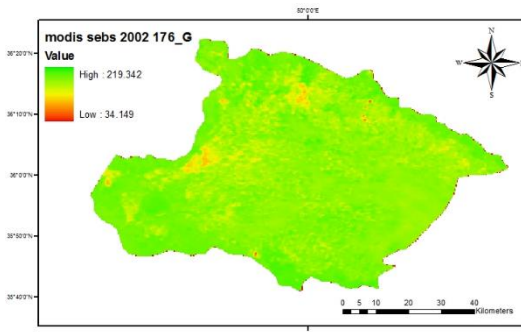 50°0'0"E
modis sebs 2002 176_G
Value
High : 219.342
Low : 34.149
N
W E
S
36°20'0"N
36°10'0"N
36°0'0"N
35°50'0"N
35°40'0"N
0 5 10 20 30 40
Kilometers